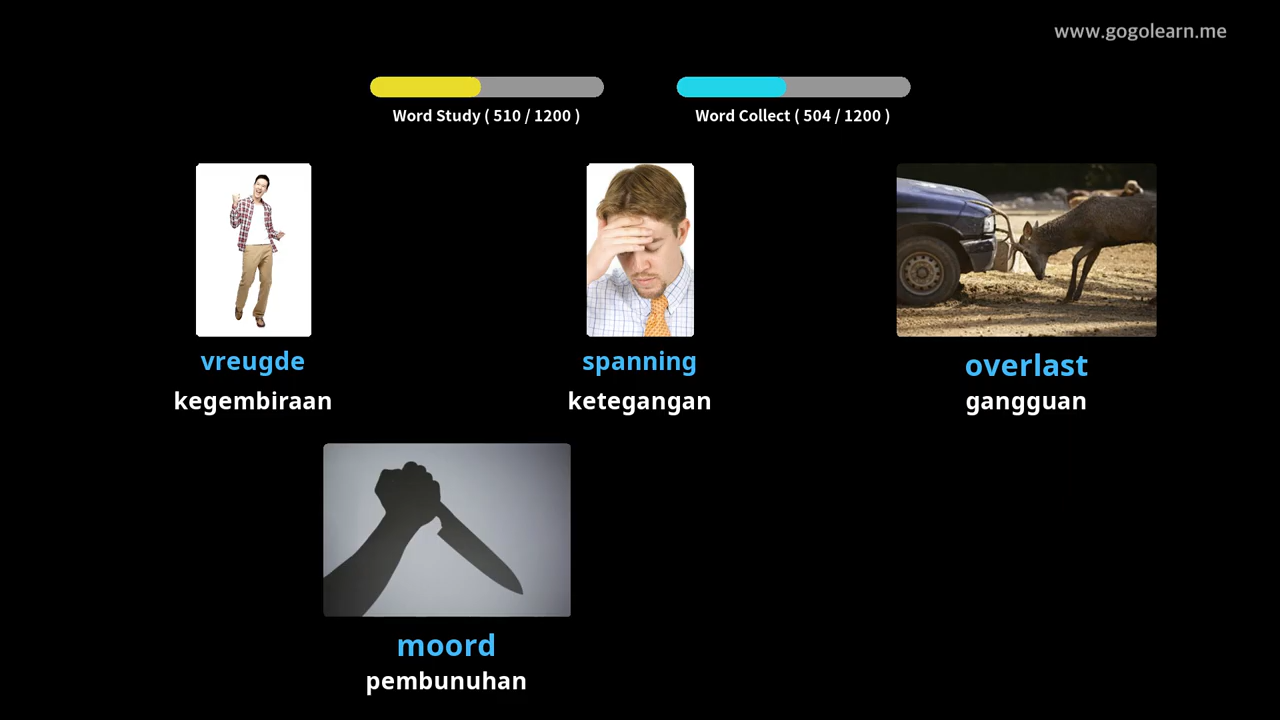 www.gogolearn.me
Word Study ( 510 / 1200 )
Word Collect ( 504 / 1200 )
vreugde
kegembiraan
spanning
ketegangan
overlast
gangguan
moord
pembunuhan